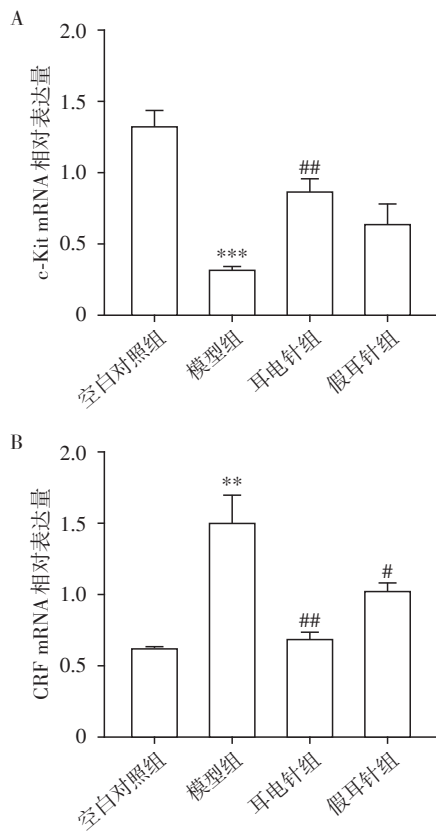 A
2.0
1.5
1.0
0.5
0
c-Kit mRNA 相对表达量
***
##
空白对照组
模型组
耳电针组
假耳针组
B
2.0
1.5
1.0
0.5
0.0
CRF mRNA 相对表达量
**
##
#
空白对照组
模型组
耳电针组
假耳针组